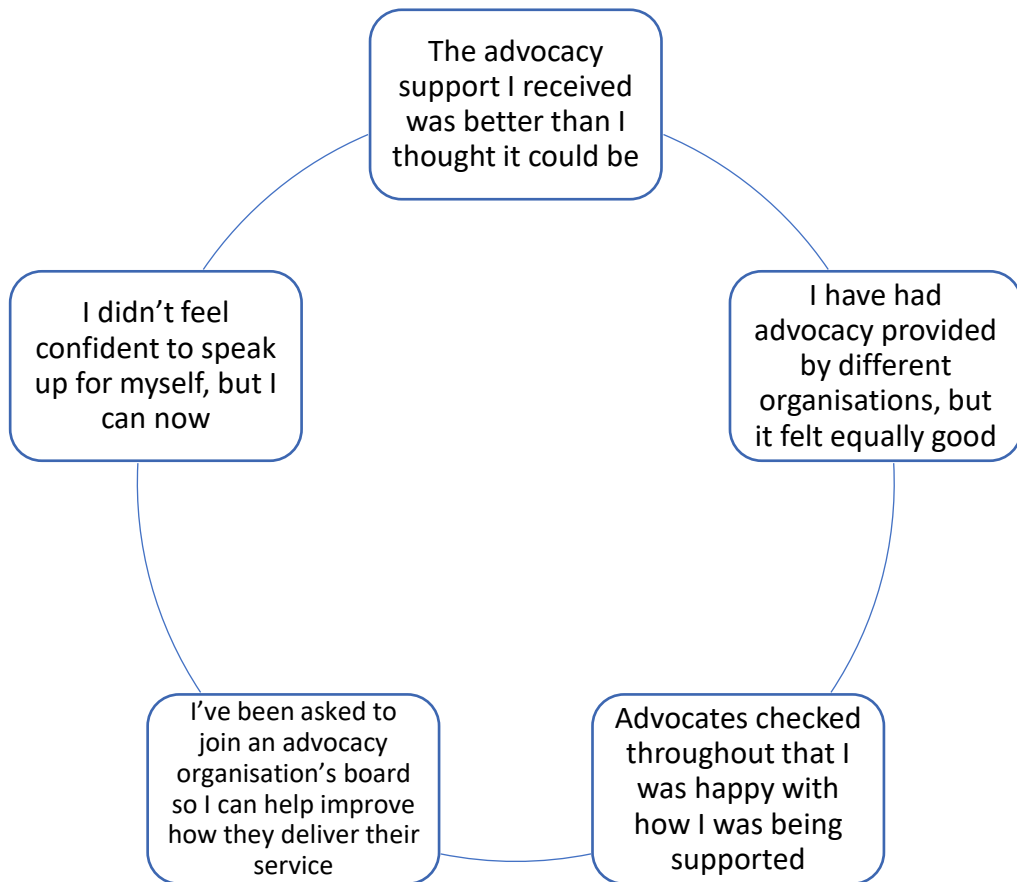 The advocacy
support I received
was better than I
thought it could be
I have had
advocacy provided
by different
organisations, but
it felt equally good
Advocates checked
throughout that I
was happy with
how I was being
supported
I’ve been asked to
join an advocacy
organisation’s board
so I can help improve
how they deliver their
service
I didn’t feel
confident to speak
up for myself, but I
can now